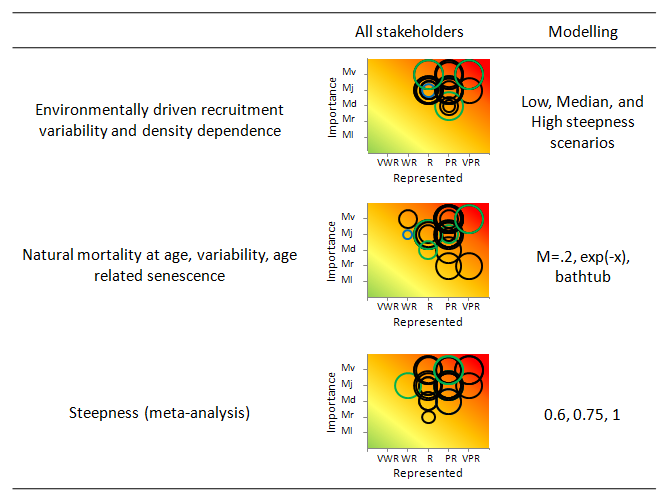 All stakeholders
Modelling
Environmentally driven recruitment
variability and density dependence
Importance
Mv
Mj
Md
Mr
Ml
VWR WR R PR VPR
Represented
Low, Median, and
High steepness
scenarios
Natural mortality at age, variability, age
related senescence
Importance
Mv
Mj
Md
Mr
Ml
VWR WR R PR VPR
Represented
M=.2, exp(-x),
bathtub
Steepness (meta-analysis)
Importance
Mv
Mj
Md
Mr
Ml
VWR WR R PR VPR
Represented
0.6, 0.75, 1